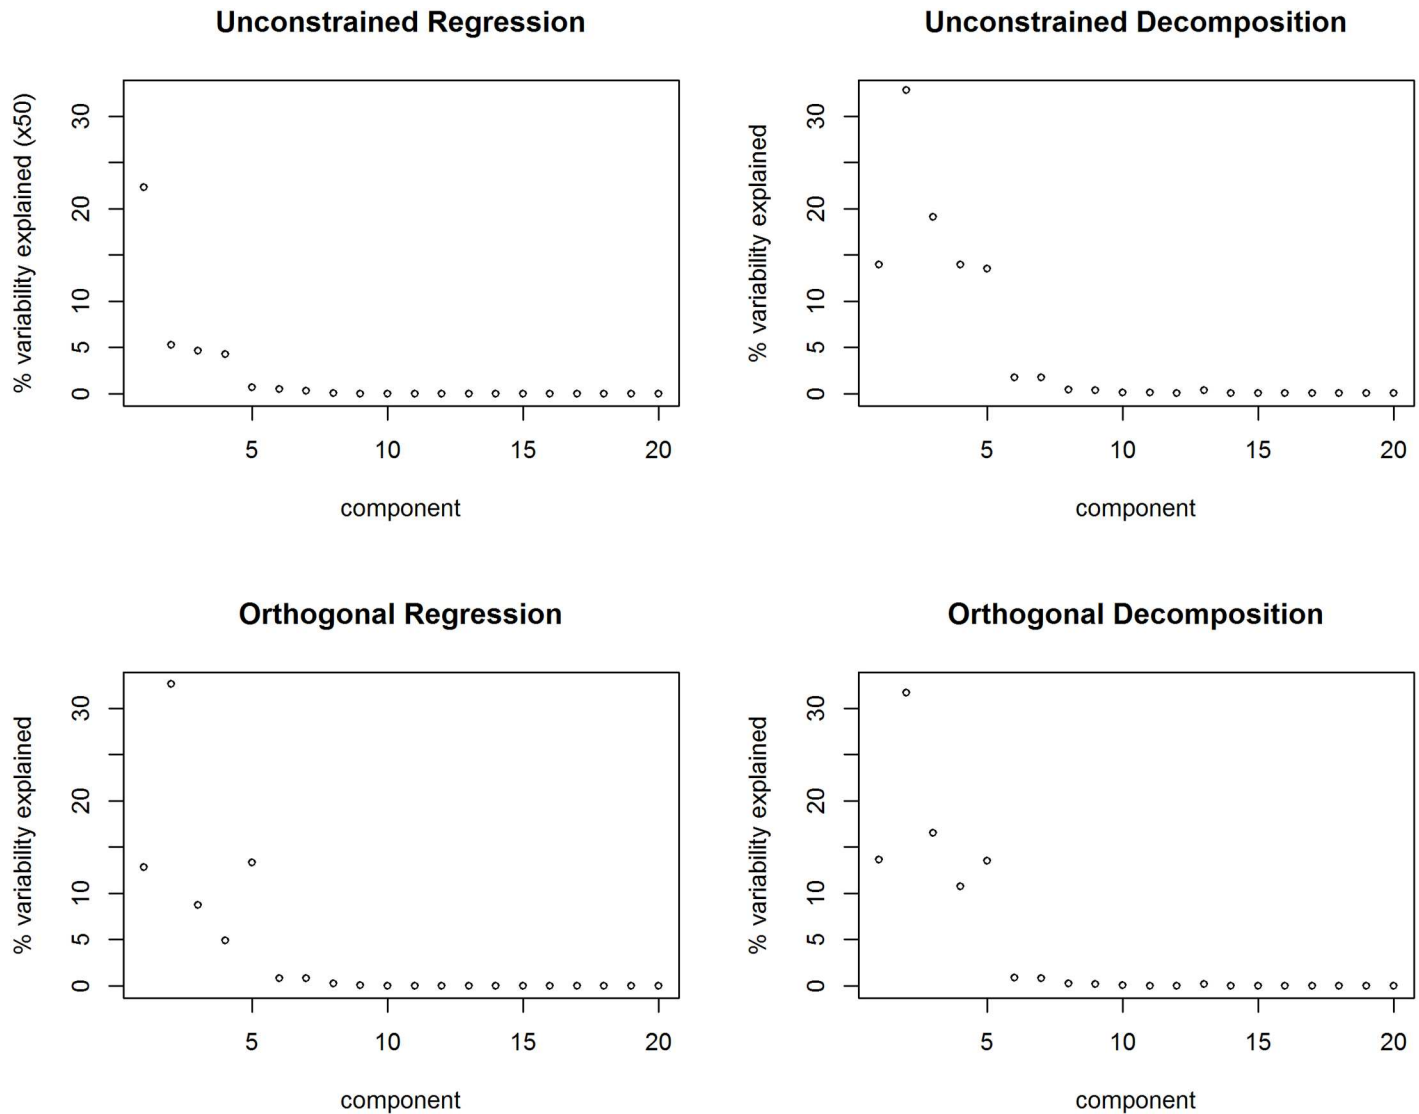 Unconstrained Regression
% variability explained (x50)
30
20
10
5
0
5 10 15 20
component
Unconstrained Decomposition
% variability explained
30
20
10
5
0
5 10 15 20
component
Orthogonal Regression
% variability explained
30
20
10
5
0
5 10 15 20
component
Orthogonal Decomposition
% variability explained
30
20
10
5
0
5 10 15 20
component